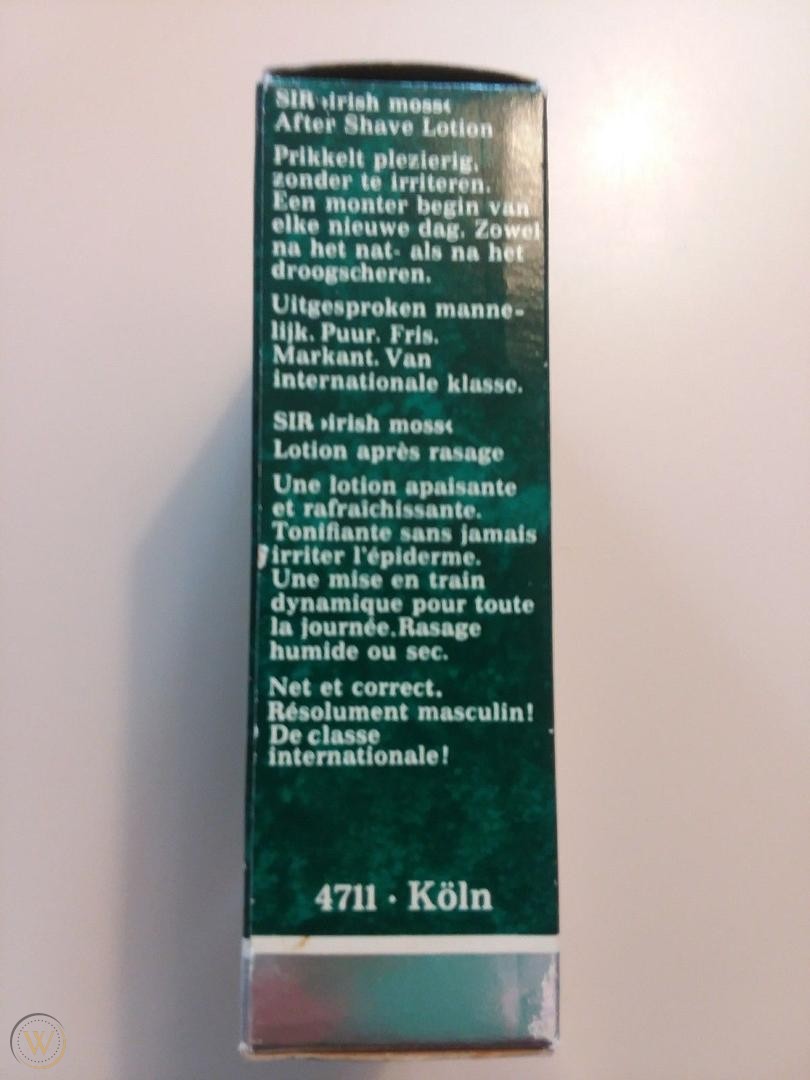 SIR ›irish moss‹
After Shave Lotion
Prikkelt plezierig,
zonder te irriteren.
Een monter begin van
elke nieuwe dag. Zowel
na het nat- als na het
droogscheren.
Uitgesproken manne-
lijk. Puur. Fris.
Markant. Van
internationale klasse.
SIR ›irish moss‹
Lotion après rasage
Une lotion apaisante
et rafraîchissante.
Tonifiante sans jamais
irriter l'épiderme.
Une mise en train
dynamique pour toute
la journée. Rasage
humide ou sec.
Net et correct.
Résolument masculin!
De classe
internationale!
4711 · Köln
W